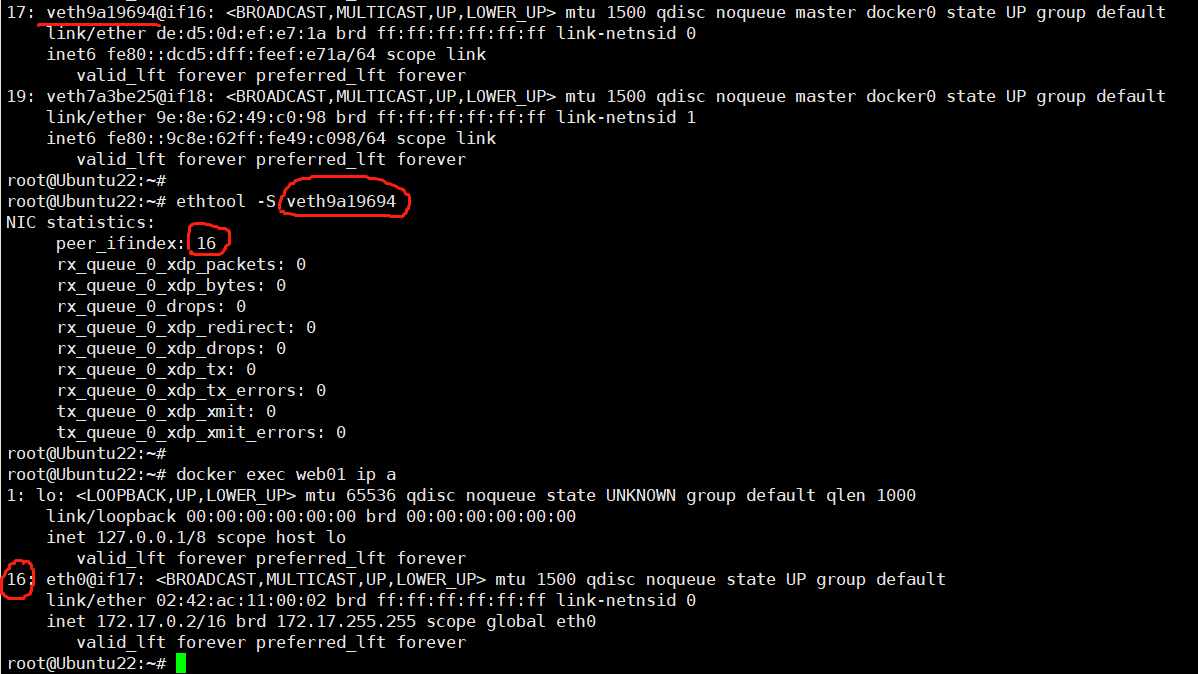 17: veth9a19694@if16: <BROADCAST,MULTICAST,UP,LOWER_UP> mtu 1500 qdisc noqueue master docker0 state UP group default
link/ether de:d5:0d:ef:e7:1a brd ff:ff:ff:ff:ff:ff link-netnsid 0
inet6 fe80::dcd5:dff:feef:e71a/64 scope link
valid_lft forever preferred_lft forever
19: veth7a3be25@if18: <BROADCAST,MULTICAST,UP,LOWER_UP> mtu 1500 qdisc noqueue master docker0 state UP group default
link/ether 9e:8e:62:49:c0:98 brd ff:ff:ff:ff:ff:ff link-netnsid 1
inet6 fe80::9c8e:62ff:fe49:c098/64 scope link
valid_lft forever preferred_lft forever
root@Ubuntu22:~#
root@Ubuntu22:~# ethtool -S veth9a19694
NIC statistics:
peer_ifindex: 16
rx_queue_0_xdp_packets: 0
rx_queue_0_xdp_bytes: 0
rx_queue_0_drops: 0
rx_queue_0_xdp_redirect: 0
rx_queue_0_xdp_drops: 0
rx_queue_0_xdp_tx: 0
rx_queue_0_xdp_tx_errors: 0
tx_queue_0_xdp_xmit: 0
tx_queue_0_xdp_xmit_errors: 0
root@Ubuntu22:~#
root@Ubuntu22:~# docker exec web01 ip a
1: lo: <LOOPBACK,UP,LOWER_UP> mtu 65536 qdisc noqueue state UNKNOWN group default qlen 1000
link/loopback 00:00:00:00:00:00 brd 00:00:00:00:00:00
inet 127.0.0.1/8 scope host lo
valid_lft forever preferred_lft forever
16: eth0@if17: <BROADCAST,MULTICAST,UP,LOWER_UP> mtu 1500 qdisc noqueue state UP group default
link/ether 02:42:ac:11:00:02 brd ff:ff:ff:ff:ff:ff link-netnsid 0
inet 172.17.0.2/16 brd 172.17.255.255 scope global eth0
valid_lft forever preferred_lft forever
root@Ubuntu22:~#